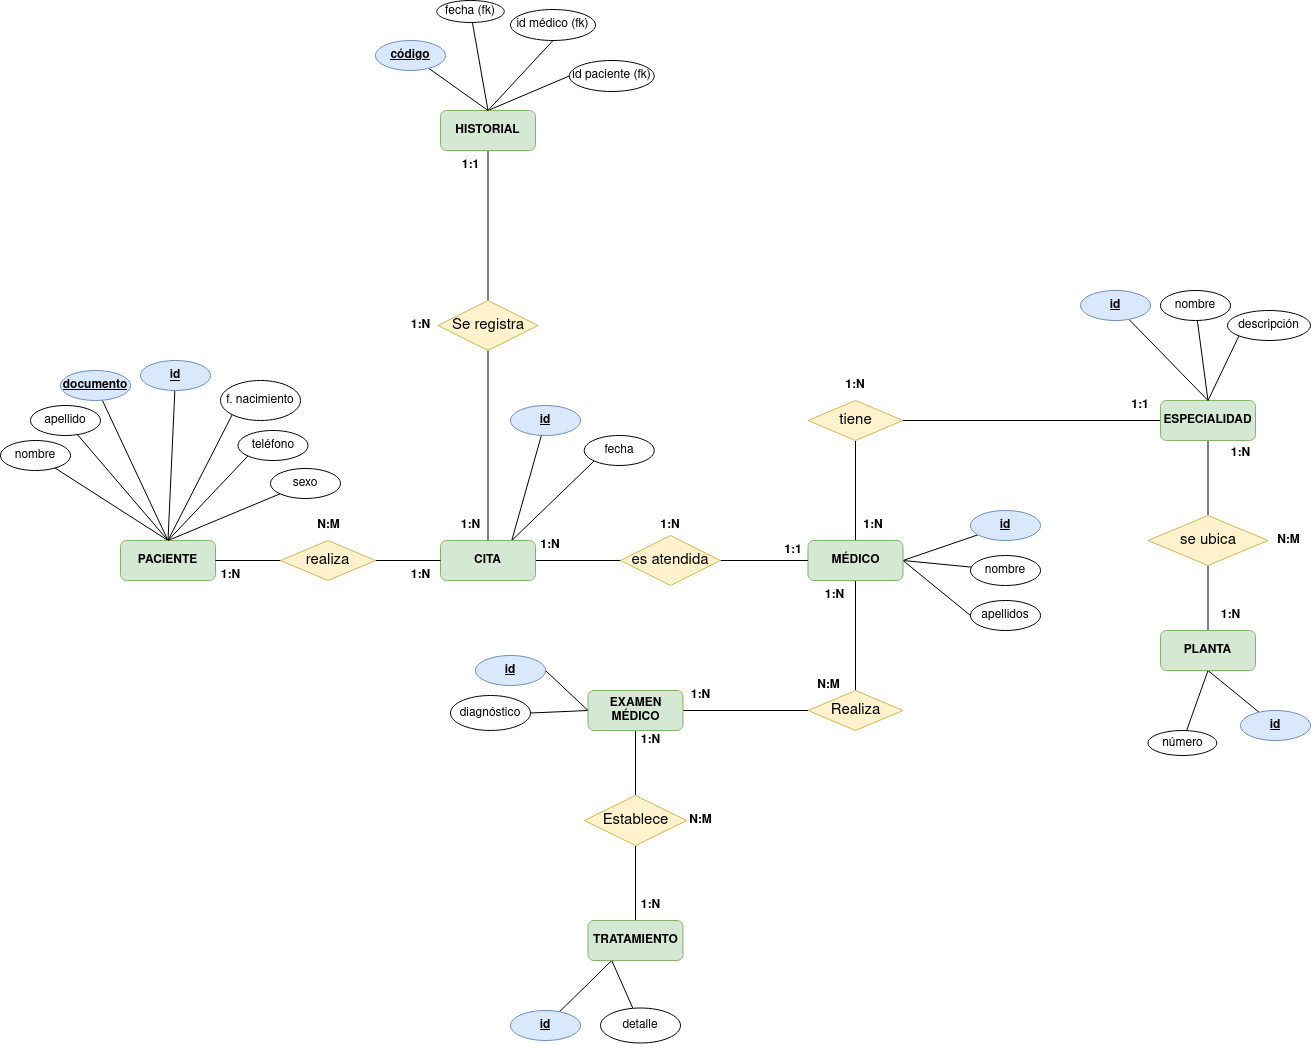 fecha (fk)
id médico (fk)
código
id paciente (fk)
HISTORIAL
1:1
1:N
Se registra
id
nombre
descripción
documento
id
f. nacimiento
apellido
teléfono
nombre
sexo
id
fecha
1:N
tiene
1:1
ESPECIALIDAD
1:N
N:M
1:N
1:N
1:N
id
PACIENTE
realiza
CITA
1:N
es atendida
1:1
MÉDICO
se ubica
N:M
1:N
1:N
nombre
1:N
apellidos
1:N
PLANTA
id
diagnóstico
EXAMEN
MÉDICO
1:N
N:M
Realiza
1:N
número
id
Establece
N:M
1:N
TRATAMIENTO
id
detalle